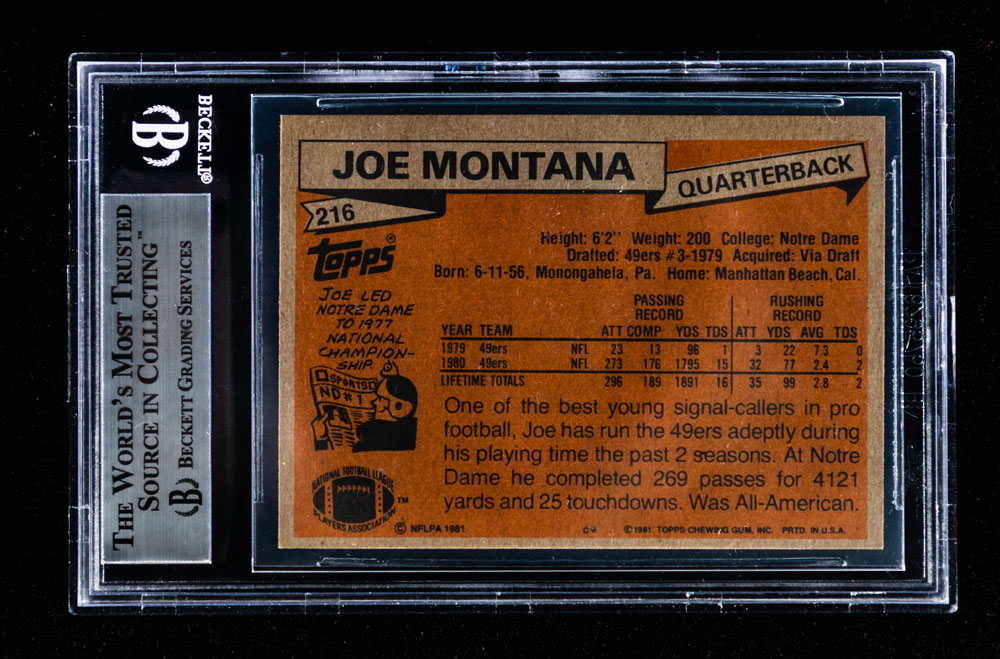 BECKETT®
THE WORLD'S MOST TRUSTED
SOURCE IN COLLECTING™
B BECKETT GRADING SERVICES
JOE MONTANA
QUARTERBACK
216
Topps®
Height: 6'2" Weight: 200 College: Notre Dame
Drafted: 49ers #3-1979 Acquired: Via Draft
Born: 6-11-56, Monongahela, Pa. Home: Manhattan Beach, Cal.
JOE LED
NOTRE DAME
TO 1977
NATIONAL
CHAMPION-
SHIP.
SPORTS
ND #1
PASSING RECORD RUSHING RECORD
YEAR TEAM ATT COMP YDS TDS ATT YDS AVG TDS
1979 49ers NFL 23 13 96 1 3 22 7.3 0
1980 49ers NFL 273 176 1795 15 32 77 2.4 2
LIFETIME TOTALS 296 189 1891 16 35 99 2.8 2
One of the best young signal-callers in pro
football, Joe has run the 49ers adeptly during
his playing time the past 2 seasons. At Notre
Dame he completed 269 passes for 4121
yards and 25 touchdowns. Was All-American.
NATIONAL FOOTBALL LEAGUE
PLAYERS ASSOCIATION
™
© NFLPA 1981
©1981 TOPPS CHEWING GUM, INC. PRTD. IN U.S.A.